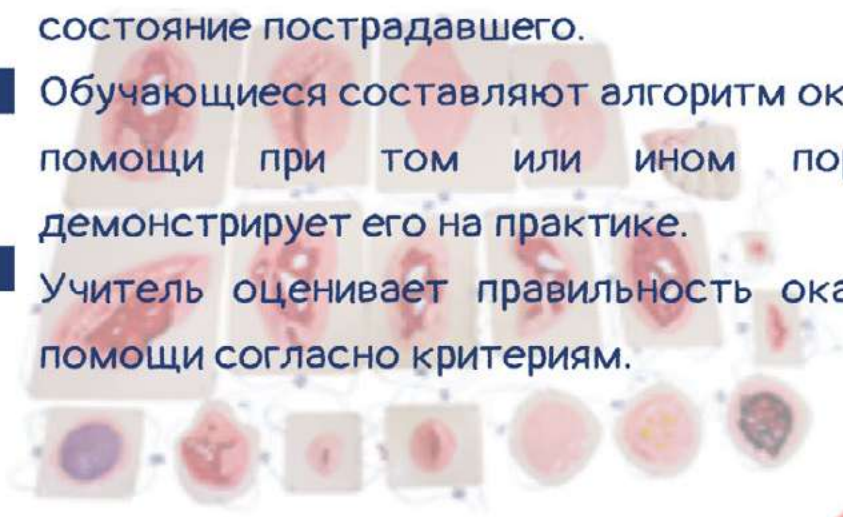 состояние пострадавшего.
Обучающиеся составляют алгоритм ок
помощи при том или ином пор
демонстрирует его на практике.
Учитель оценивает правильность ока
помощи согласно критериям.